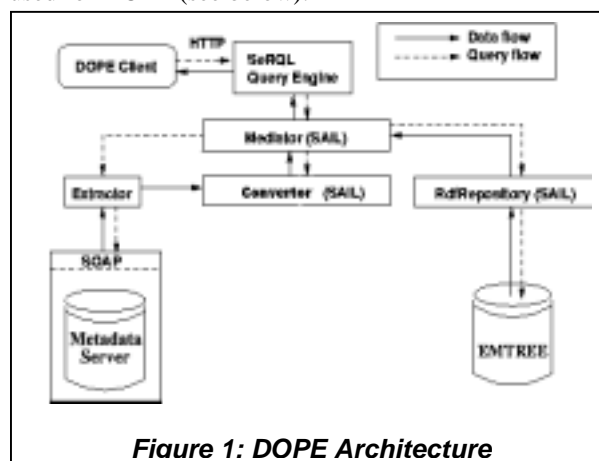 HTTP
DOPE Client
SeRQL
Query Engine
Data flow
Query flow
Mediator (SAIL)
Extractor
Converter (SAIL)
RdfRepository (SAIL)
SOAP
Metadata
Server
EMTREE
Figure 1: DOPE Architecture